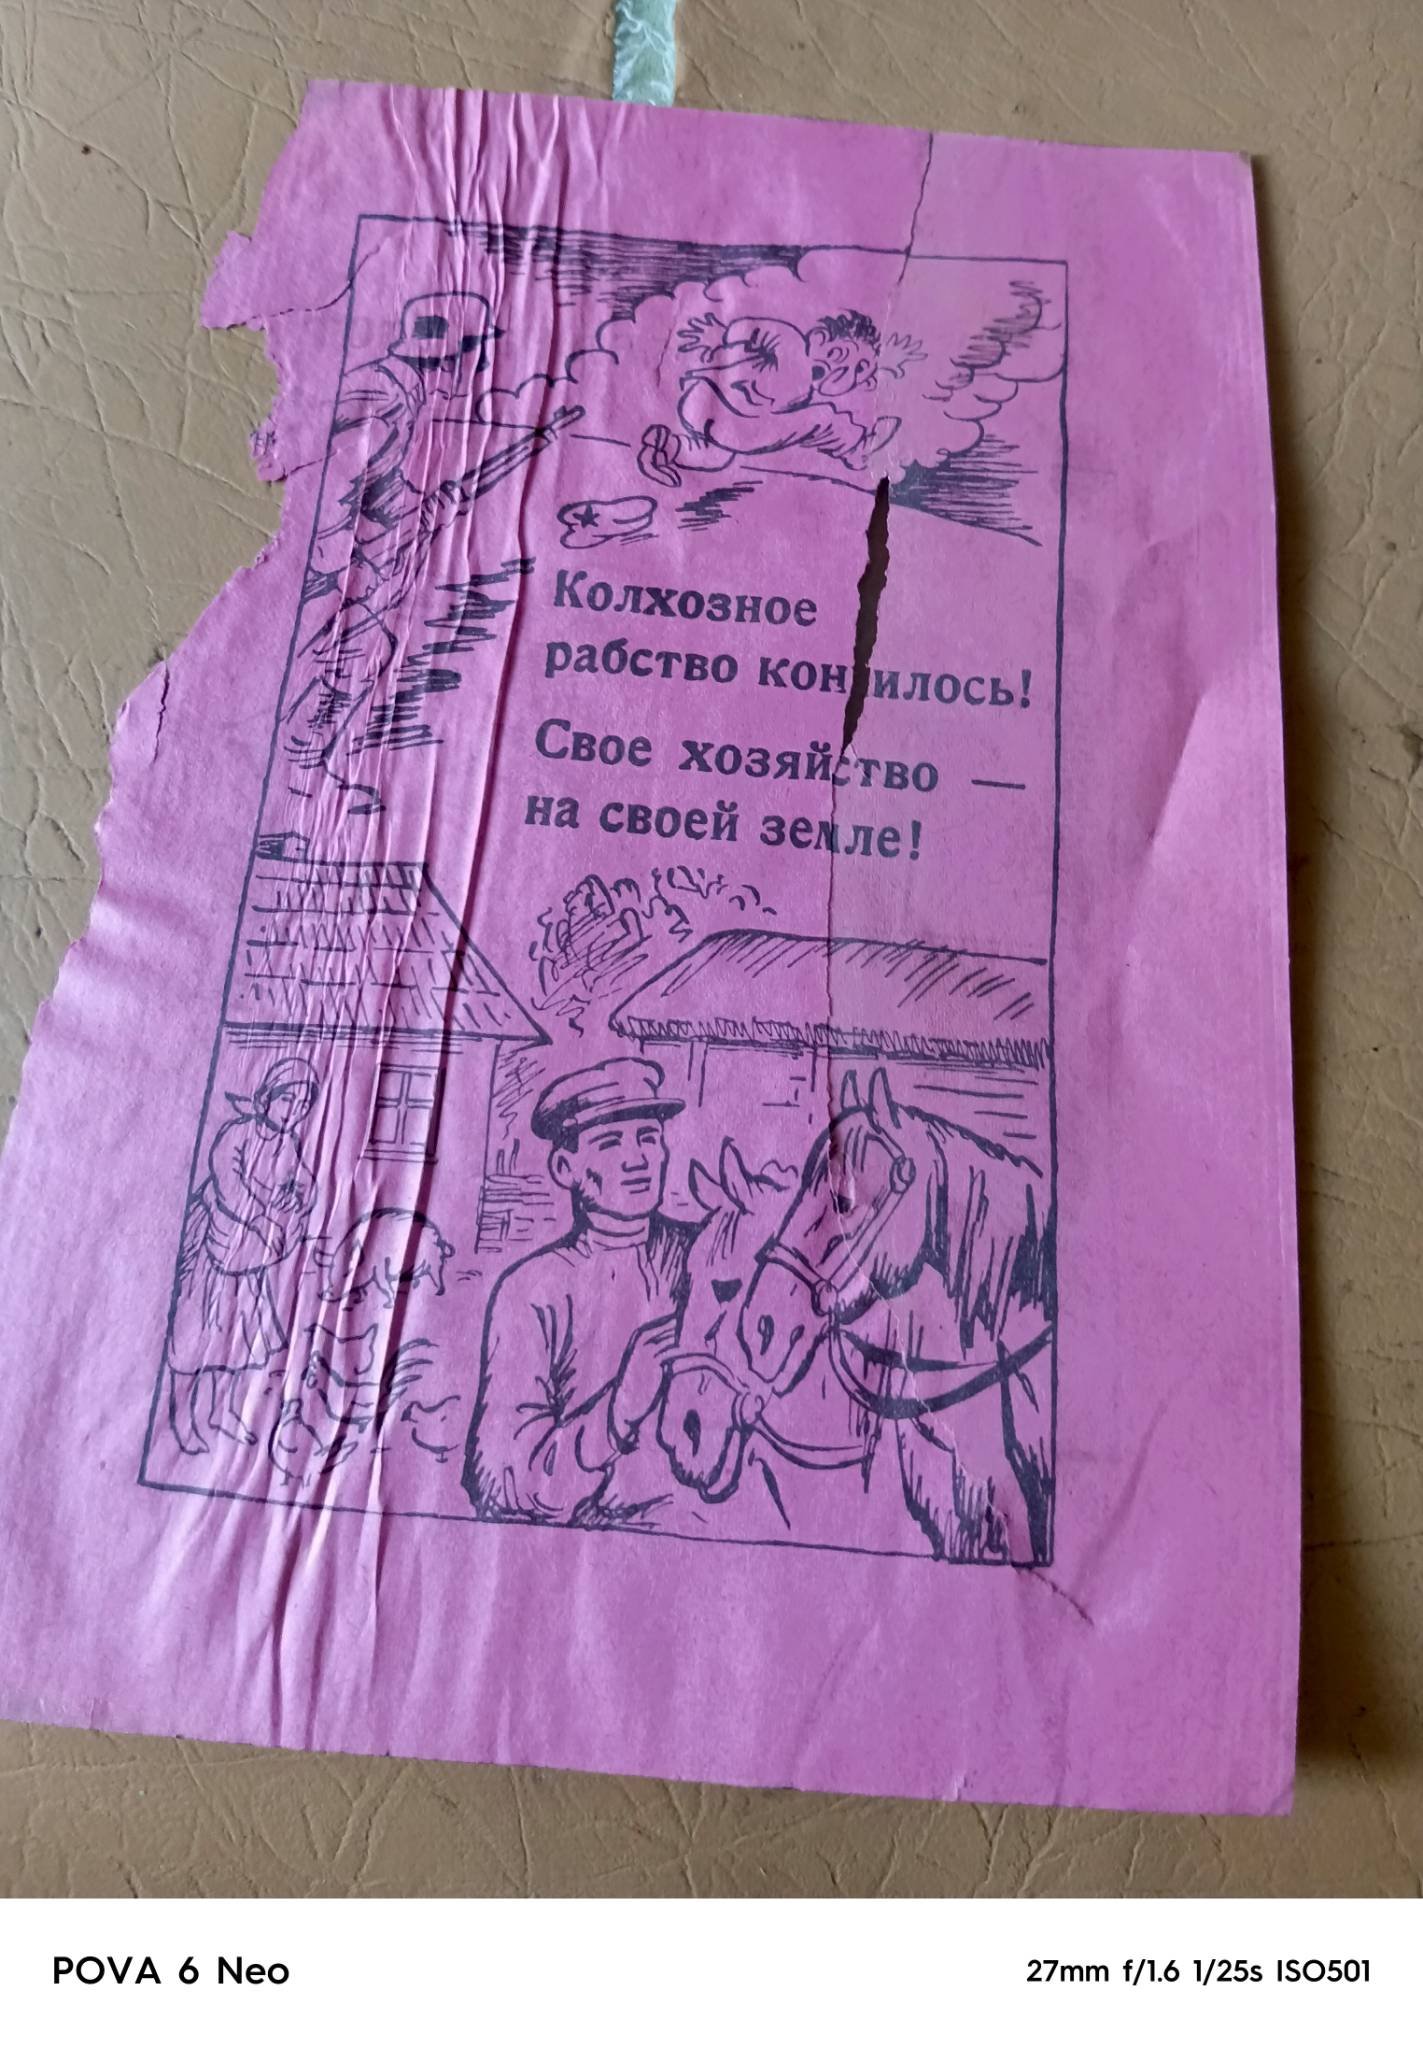 Колхозное
рабство кончилось!
Свое хозяйство —
на своей земле!
POVA 6 Neo
27mm f/1.6 1/25s ISO501